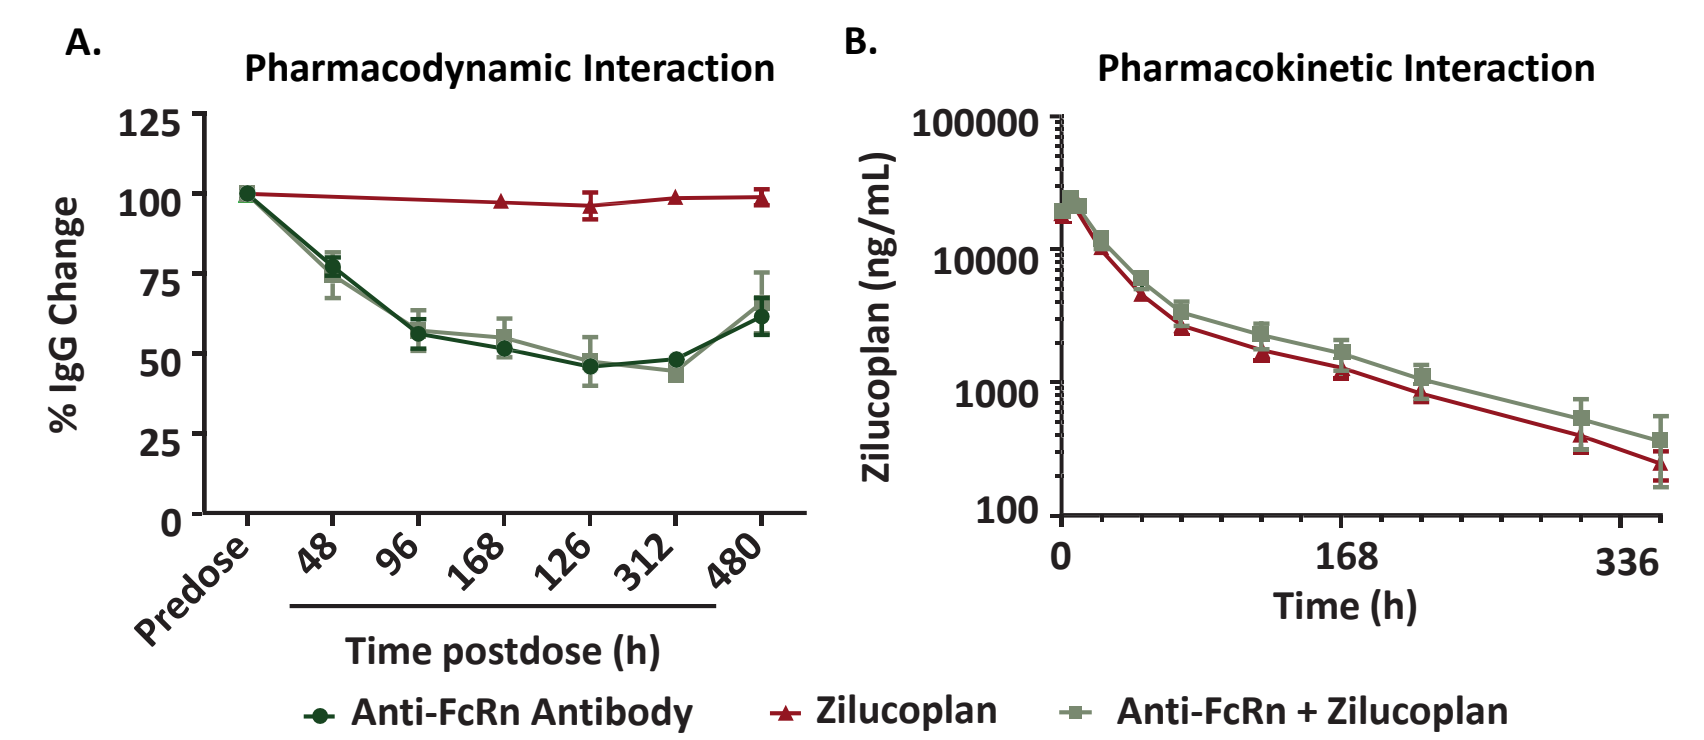 A.
Pharmacodynamic Interaction
% IgG Change
125
100
75
50
25
0
Predose
48
96
168
126
312
480
Time postdose (h)
B.
Pharmacokinetic Interaction
Zilucoplan (ng/mL)
100000
10000
1000
100
0
168
336
Time (h)
Anti-FcRn Antibody
Zilucoplan
Anti-FcRn + Zilucoplan